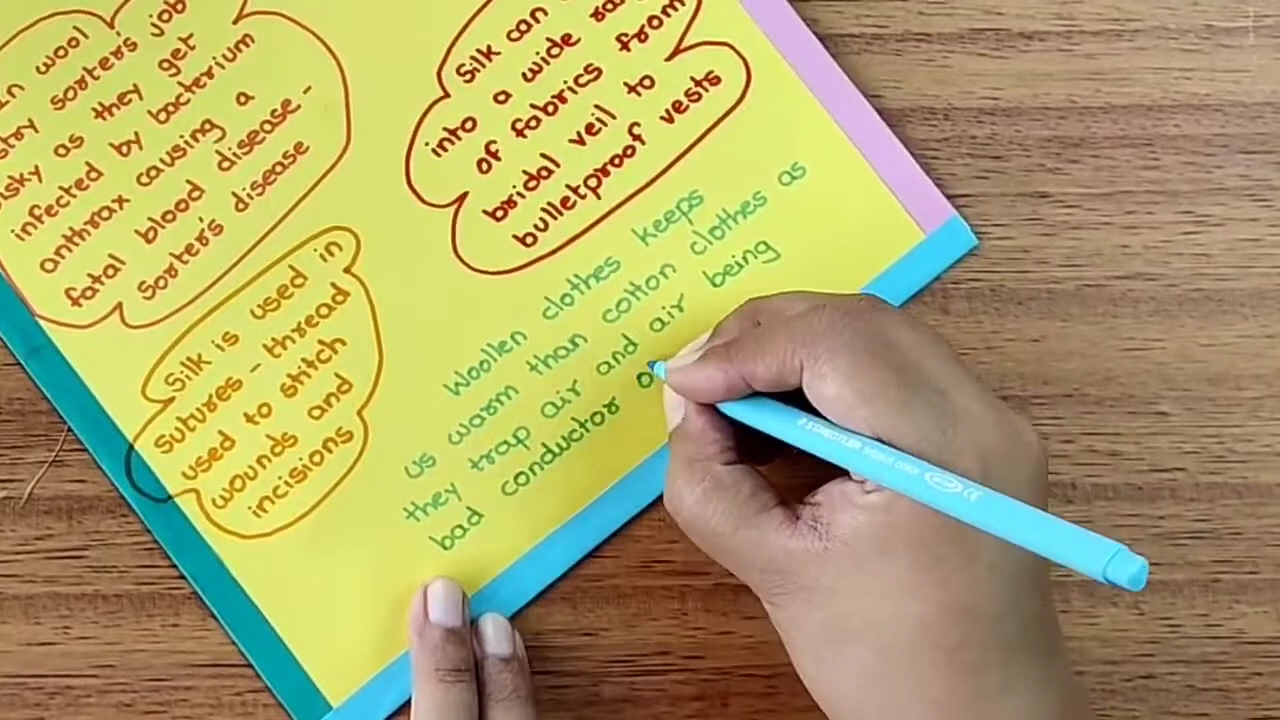 in wool
sorter's job
as they get
infected by bacterium
anthrax causing a
fatal blood disease -
Sorter's disease
Silk can
into a wide
of fabrics from
bridal veil to
bulletproof vests
Silk is used in
Sutures - thread
used to stitch
wounds and
incisions
Woollen clothes keeps
us warm than cotton clothes as
they trap air and air being
bad conductor o
STAEDTLER